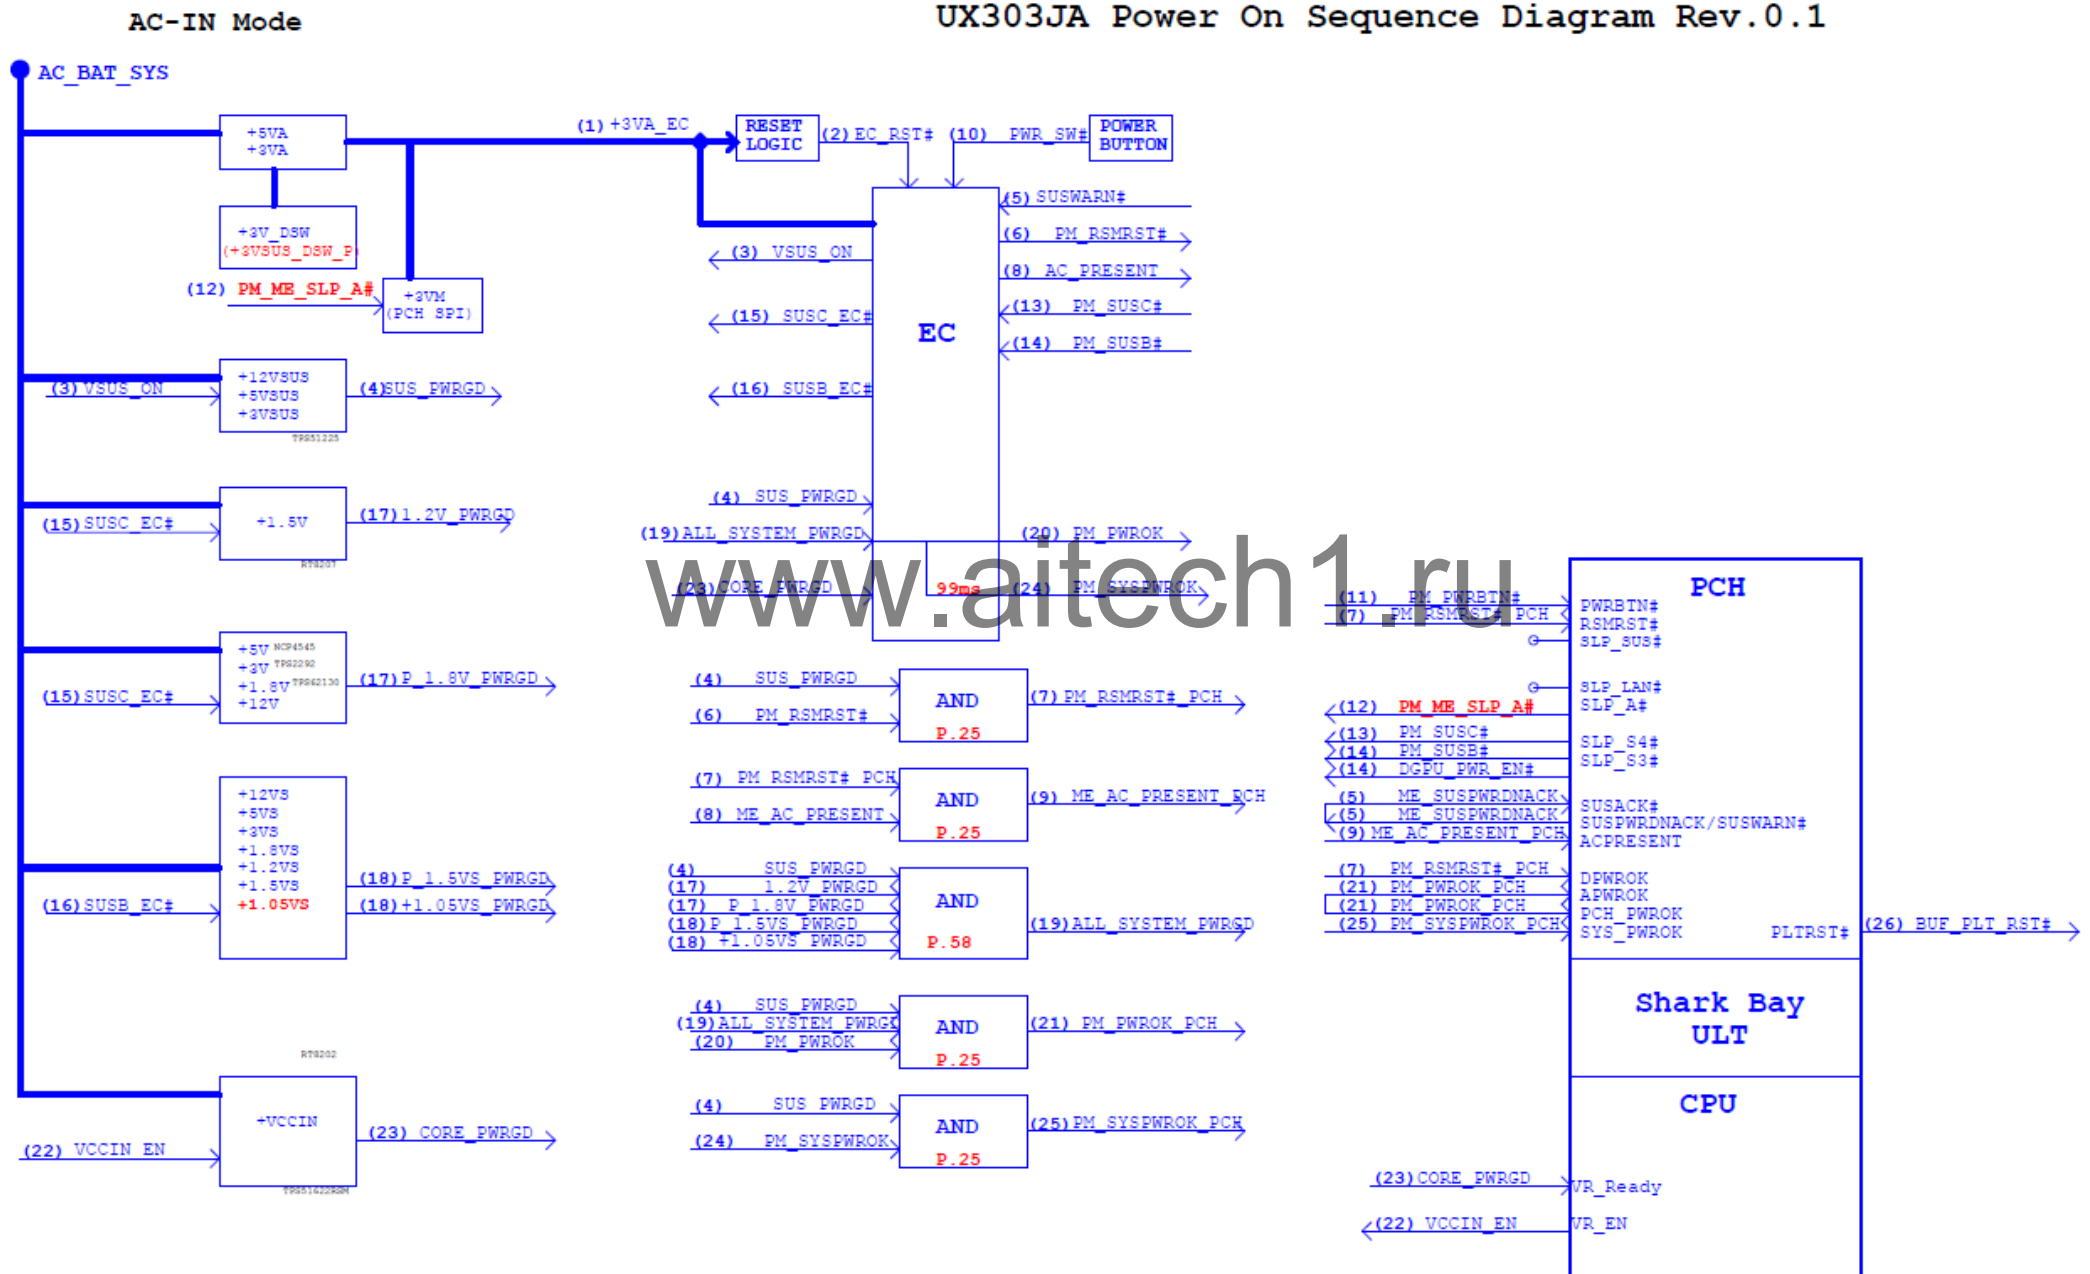 AC-IN Mode
UX303JA Power On Sequence Diagram Rev.0.1
AC_BAT_SYS
+5VA
+3VA
+3V_DSW
(+3VSUS_DSW_P)
(12) PM_ME_SLP_A#
+3VM
(PCH SPI)
(1) +3VA_EC
RESET
LOGIC
(2) EC_RST#
(10) PWR_SW#
POWER
BUTTON
(3) VSUS_ON
+12VSUS
+5VSUS
+3VSUS
TPS51225
(4) SUS_PWRGD
(15) SUSC_EC#
+1.5V
RT8207
(17) 1.2V_PWRGD
(15) SUSC_EC#
+5V NCP4545
+3V TPS2292
+1.8V TPS62130
+12V
(17) P_1.8V_PWRGD
(16) SUSB_EC#
+12VS
+5VS
+3VS
+1.8VS
+1.2VS
+1.5VS
+1.05VS
(18) P_1.5VS_PWRGD
(18) +1.05VS_PWRGD
RT8202
(22) VCCIN_EN
+VCCIN
TPS51622RSM
(23) CORE_PWRGD
EC
(3) VSUS_ON
(15) SUSC_EC#
(16) SUSB_EC#
(4) SUS_PWRGD
(19) ALL_SYSTEM_PWRGD
(23) CORE_PWRGD
99ms
(5) SUSWARN#
(6) PM_RSMRST#
(8) AC_PRESENT
(13) PM_SUSC#
(14) PM_SUSB#
(20) PM_PWROK
(24) PM_SYSPWROK
www.aitech1.ru
(4) SUS_PWRGD
(6) PM_RSMRST#
AND
P.25
(7) PM_RSMRST#_PCH
(7) PM_RSMRST#_PCH
(8) ME_AC_PRESENT
AND
P.25
(9) ME_AC_PRESENT_PCH
(4) SUS_PWRGD
(17) 1.2V_PWRGD
(17) P_1.8V_PWRGD
(18) P_1.5VS_PWRGD
(18) +1.05VS_PWRGD
AND
P.58
(19) ALL_SYSTEM_PWRGD
(4) SUS_PWRGD
(19) ALL_SYSTEM_PWRGD
(20) PM_PWROK
AND
P.25
(21) PM_PWROK_PCH
(4) SUS_PWRGD
(24) PM_SYSPWROK
AND
P.25
(25) PM_SYSPWROK_PCH
PCH
(11) PM_PWRBTN# PWRBTN#
(7) PM_RSMRST#_PCH RSMRST#
SLP_SUS#
SLP_LAN#
(12) PM_ME_SLP_A# SLP_A#
(13) PM_SUSC# SLP_S4#
(14) PM_SUSB# SLP_S3#
(14) DGPU_PWR_EN#
(5) ME_SUSPWRDNACK SUSACK#
(5) ME_SUSPWRDNACK SUSPWRDNACK/SUSWARN#
(9) ME_AC_PRESENT_PCH ACPRESENT
(7) PM_RSMRST#_PCH DPWROK
(21) PM_PWROK_PCH APWROK
(21) PM_PWROK_PCH PCH_PWROK
(25) PM_SYSPWROK_PCH SYS_PWROK
PLTRST# (26) BUF_PLT_RST#
Shark Bay
ULT
CPU
(23) CORE_PWRGD VR_Ready
(22) VCCIN_EN VR_EN